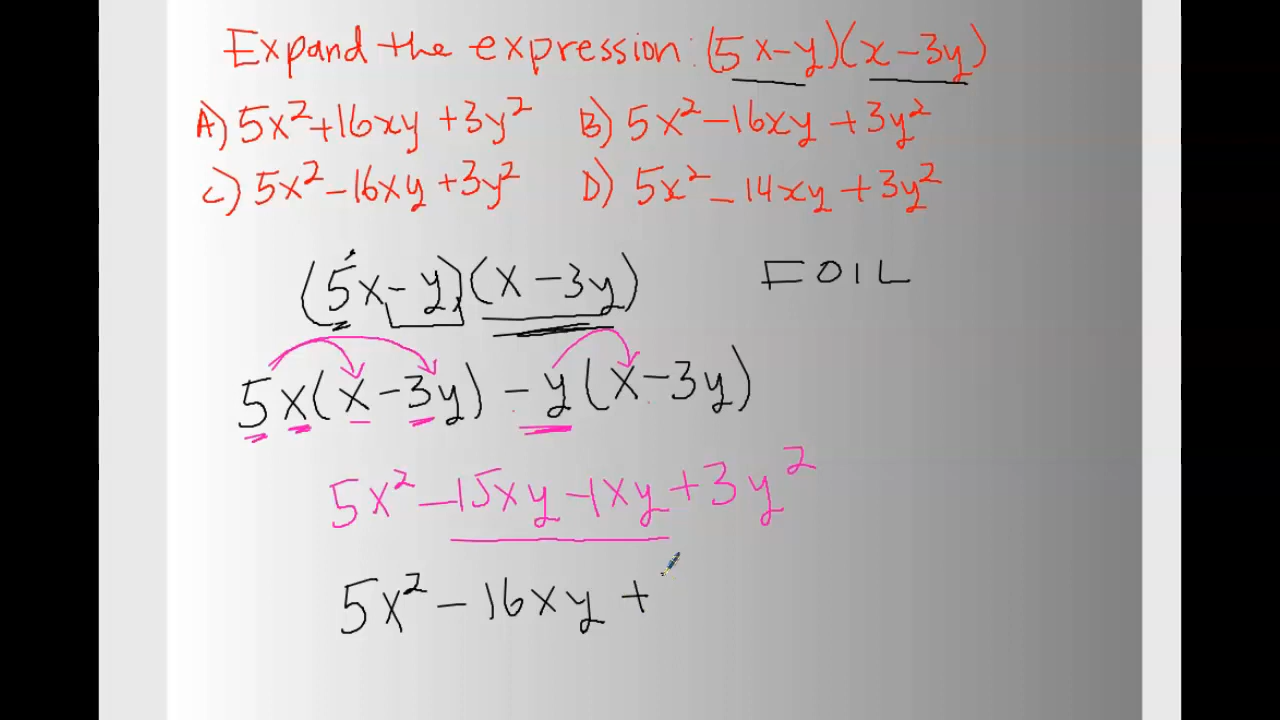 Expand the expression: (5x-y)(x-3y)
A) 5x²+16xy+3y² B) 5x²-16xy+3y²
C) 5x²-16xy+3y² D) 5x²-14xy+3y²
(5x-y)(x-3y) FOIL
5x(x-3y) -y(x-3y)
5x²-15xy-1xy+3y²
5x²-16xy+